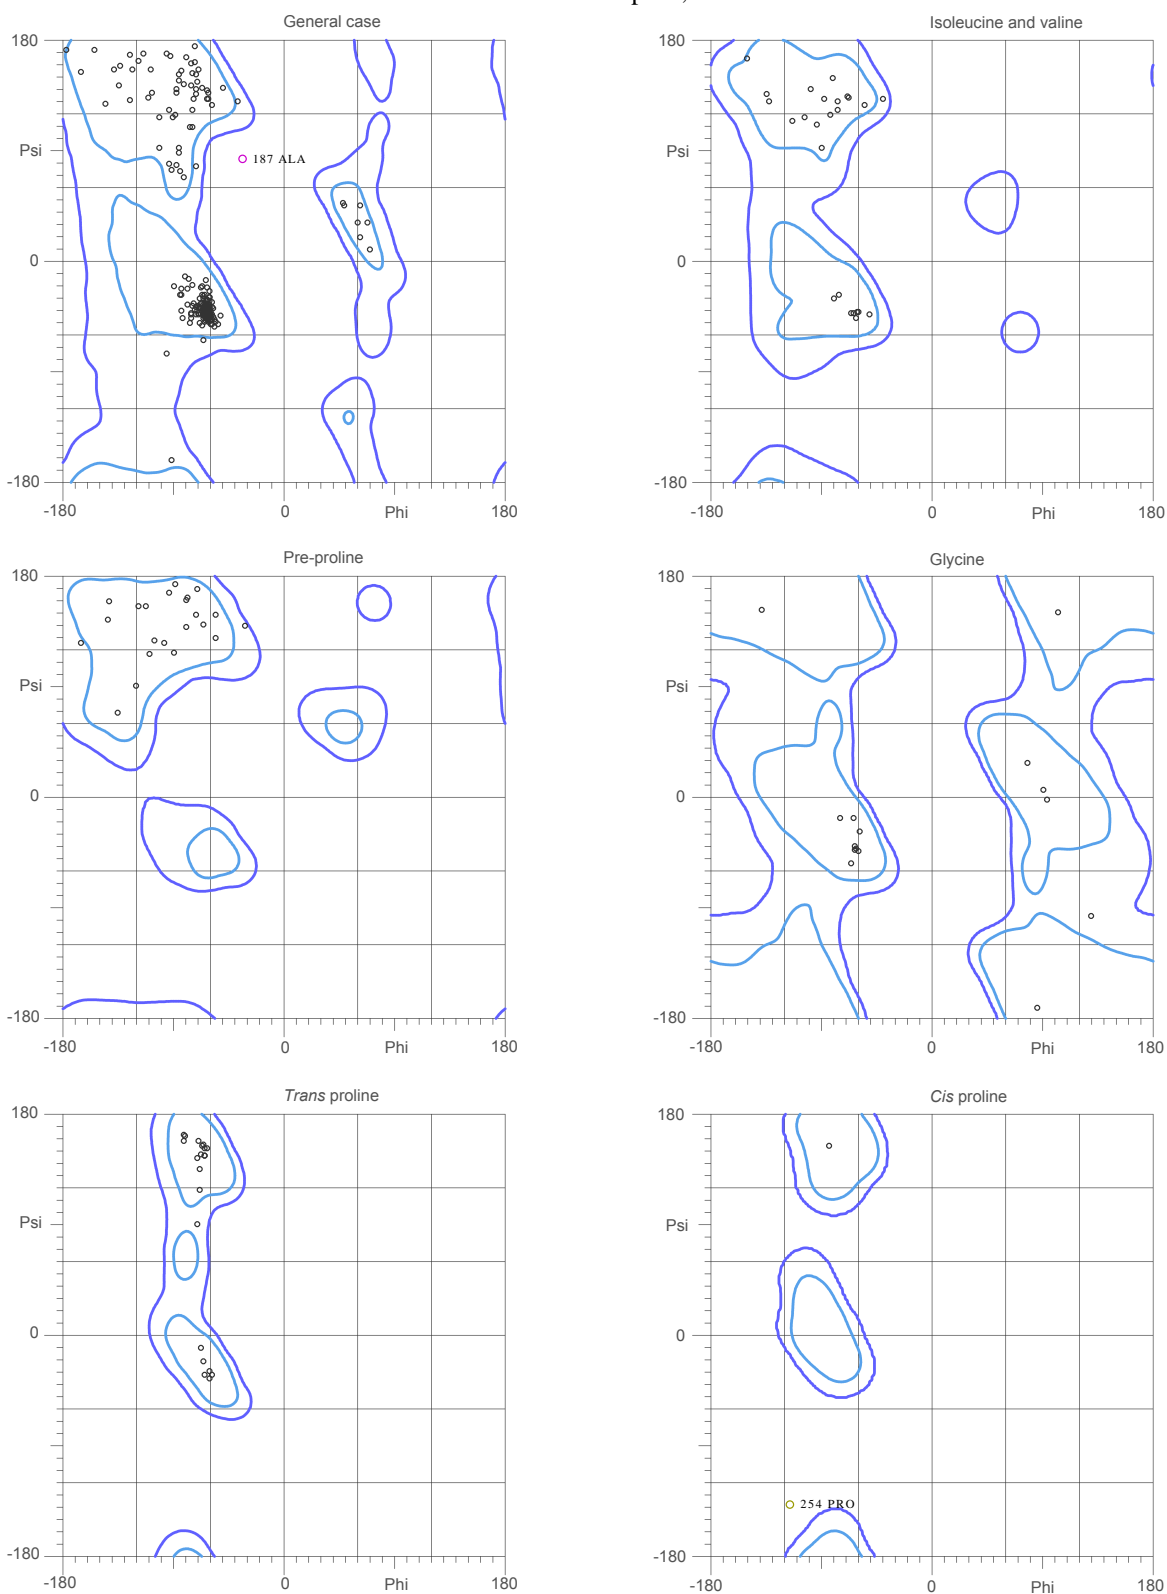 General case
180
Psi
0
-180
-180
0
Phi
180
187 ALA
Isoleucine and valine
180
Psi
0
-180
-180
0
Phi
180
Pre-proline
180
Psi
0
-180
-180
0
Phi
180
Glycine
180
Psi
0
-180
-180
0
Phi
180
Trans proline
180
Psi
0
-180
-180
0
Phi
180
Cis proline
180
Psi
0
-180
-180
0
Phi
180
254 PRO